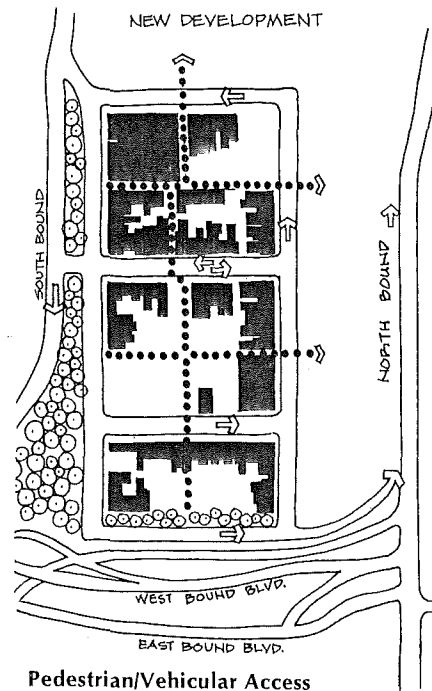 NEW DEVELOPMENT
SOUTH BOUND
NORTH BOUND
WEST BOUND BLVD.
EAST BOUND BLVD.
Pedestrian/Vehicular Access